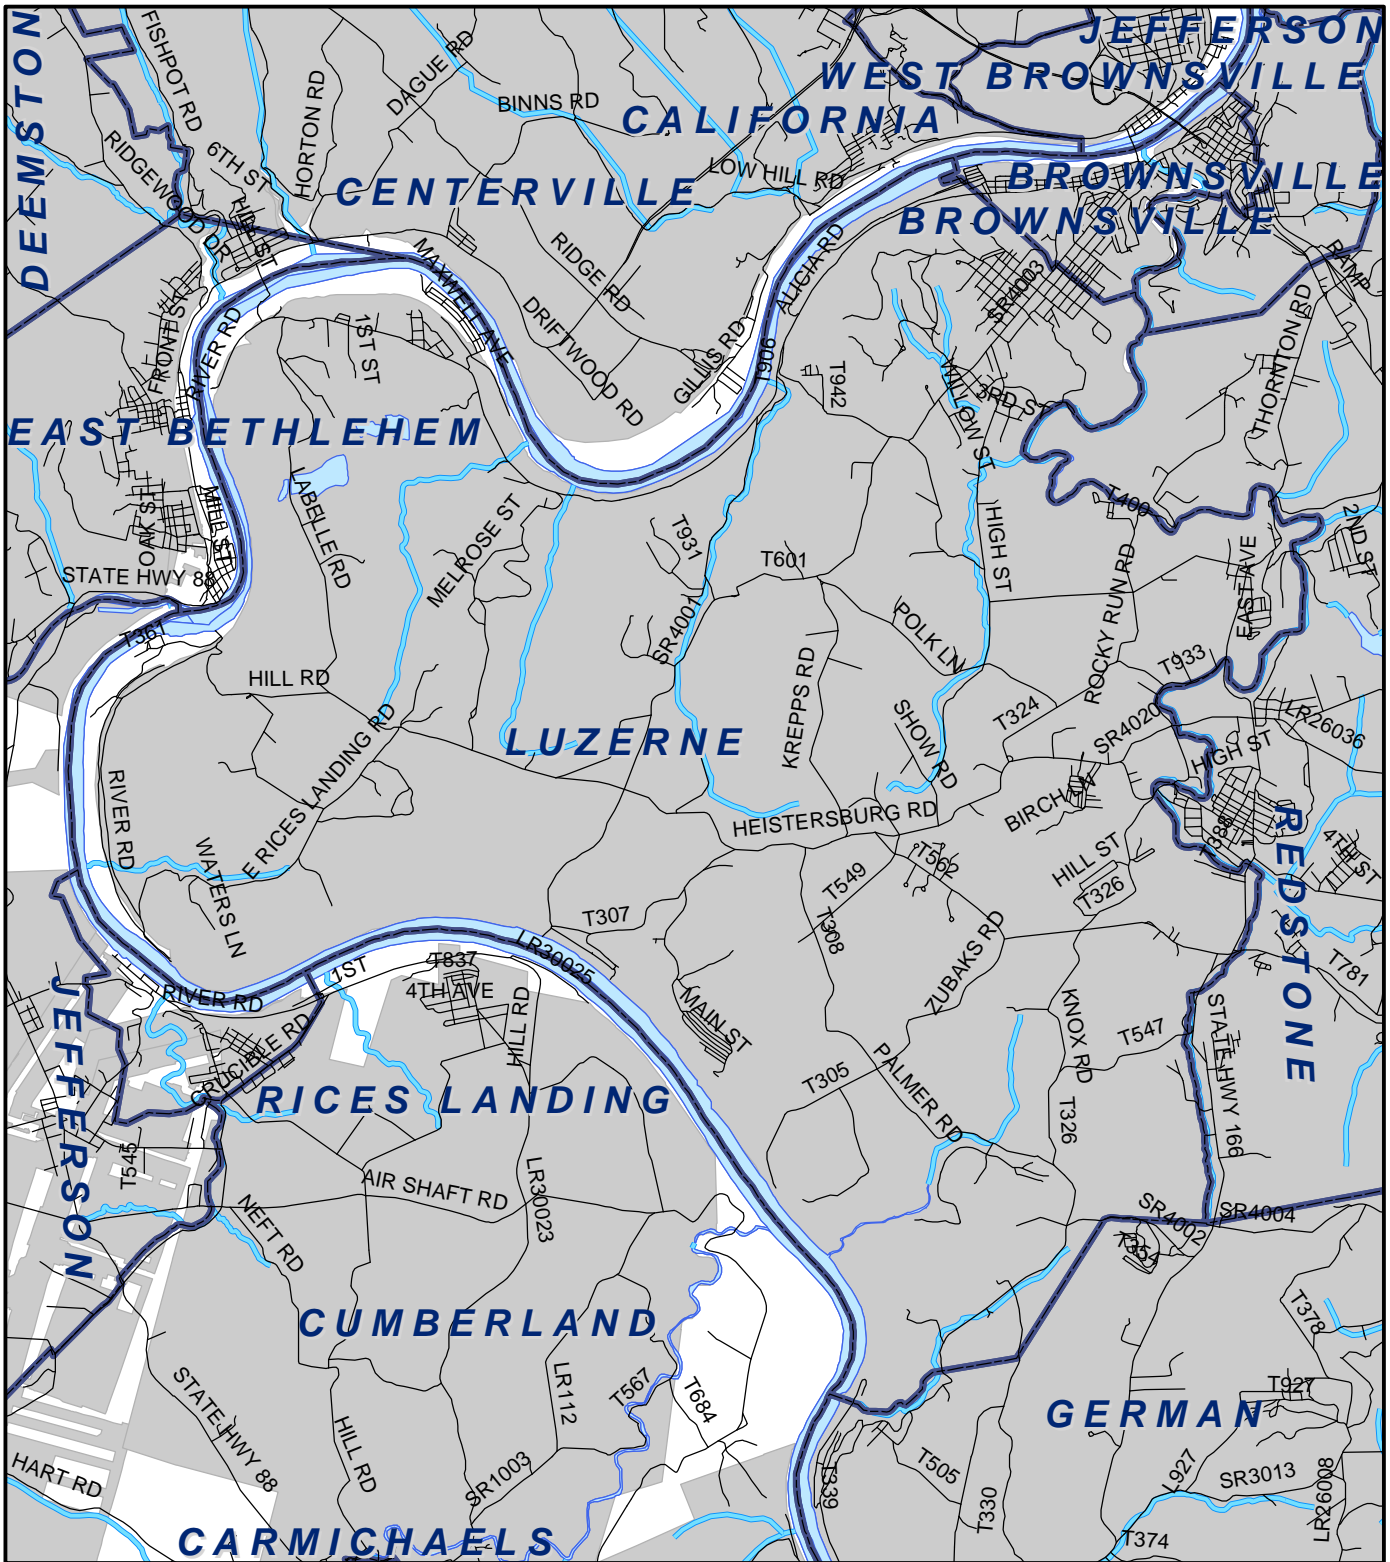 JEFFERSON
WEST BROWNSVILLE
CALIFORNIA
DEEMSTON
FISHPOT RD
DAGUE RD
BINNS RD
HORTON RD
RIDGEWOOD DR
6TH ST
LOW HILL RD
CENTERVILLE
BROWNSVILLE
BROWNSVILLE
HILL ST
MAXWELL AVE
RIDGE RD
ALICIA RD
SR4003
RAMP
FRONT ST
RIVER RD
1ST ST
DRIFTWOOD RD
GILLIS RD
T906
T942
WILLOW ST
3RD ST
THORNTON RD
EAST BETHLEHEM
OAK ST
MILL ST
LABELLE RD
MELROSE ST
T931
T601
HIGH ST
T400
2ND ST
EAST AVE
STATE HWY 88
T361
SR4001
POLK LN
ROCKY RUN RD
T933
HILL RD
KREPPS RD
SHOW RD
T324
SR4020
LR26036
HIGH ST
LUZERNE
RIVER RD
E RICES LANDING RD
WATERS LN
HEISTERSBURG RD
BIRCH LN
T388
4TH ST
REDSTONE
HILL ST
T562
T549
T326
T307
T308
LR30025
ZUBAKS RD
T781
1ST
T837
4TH AVE
RIVER RD
HILL RD
MAIN ST
KNOX RD
T547
STATE HWY 166
JEFFERSON
CRUCIBLE RD
RICES LANDING
T305
PALMER RD
T326
T545
AIR SHAFT RD
LR30023
NEFT RD
SR4002
SR4004
T354
CUMBERLAND
T378
STATE HWY 88
HILL RD
LR112
T567
T684
T927
GERMAN
HART RD
SR1003
T339
T505
T330
L927
SR3013
LR26008
T374
CARMICHAELS